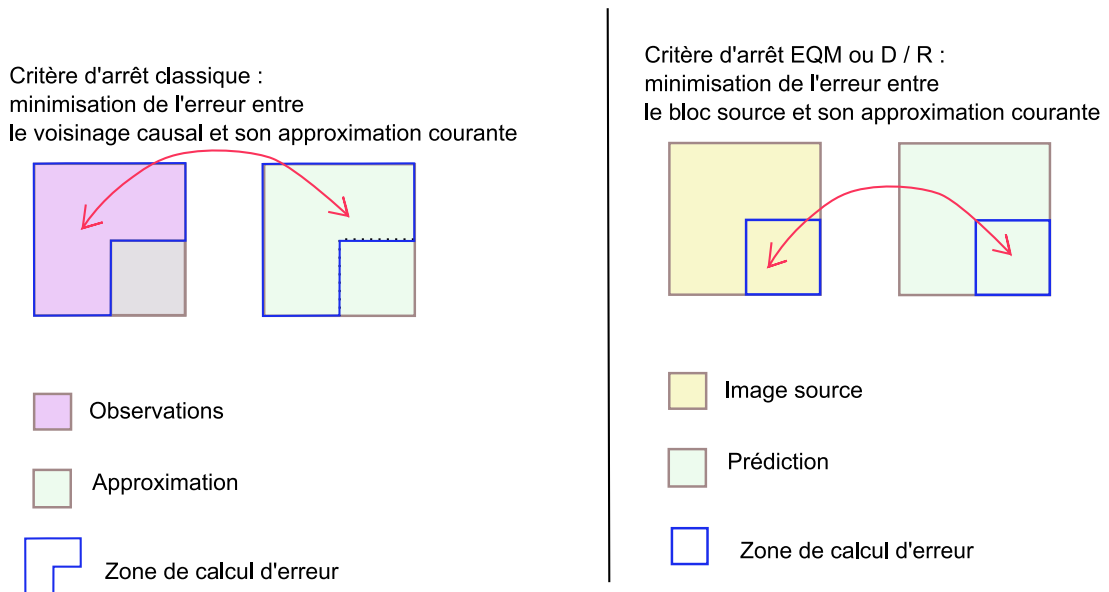 Critère d'arrêt classique :
minimisation de l'erreur entre
le voisinage causal et son approximation courante
Observations
Approximation
Zone de calcul d'erreur
Critère d'arrêt EQM ou D / R :
minimisation de l'erreur entre
le bloc source et son approximation courante
Image source
Prédiction
Zone de calcul d'erreur